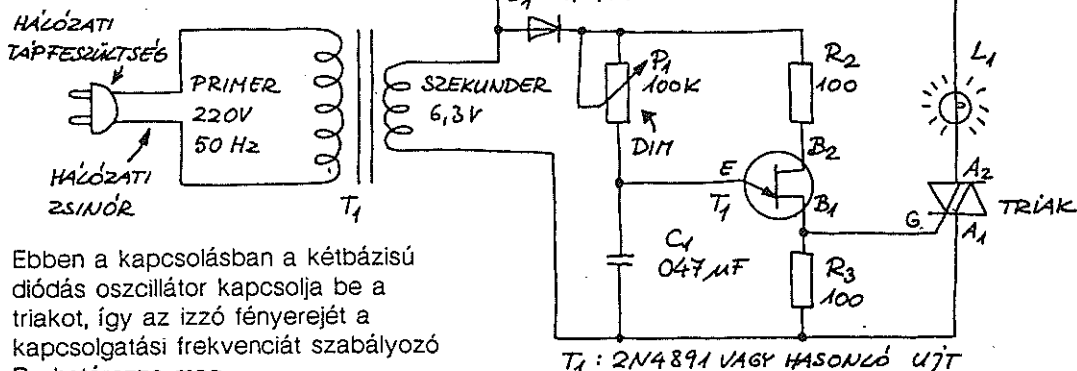 HÁLÓZATI
TÁPFESZÜLTSÉG
PRIMER
220V
50 Hz
HÁLÓZATI
ZSINÓR
T1
SZEKUNDER
6,3V
P1
100K
DIM
R2
100
L1
B2
E
T1
B1
A2
TRIAK
G
A1
C1
047 µF
R3
100
Ebben a kapcsolásban a kétbázisú
diódás oszcillátor kapcsolja be a
triakot, így az izzó fényerejét a
kapcsolgatási frekvenciát szabályozó
T1: 2N4891 VAGY HASONLÓ UJT